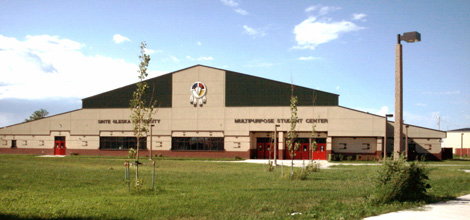 SINTE GLESKA UNIVERSITY
MULTIPURPOSE STUDENT CENTER